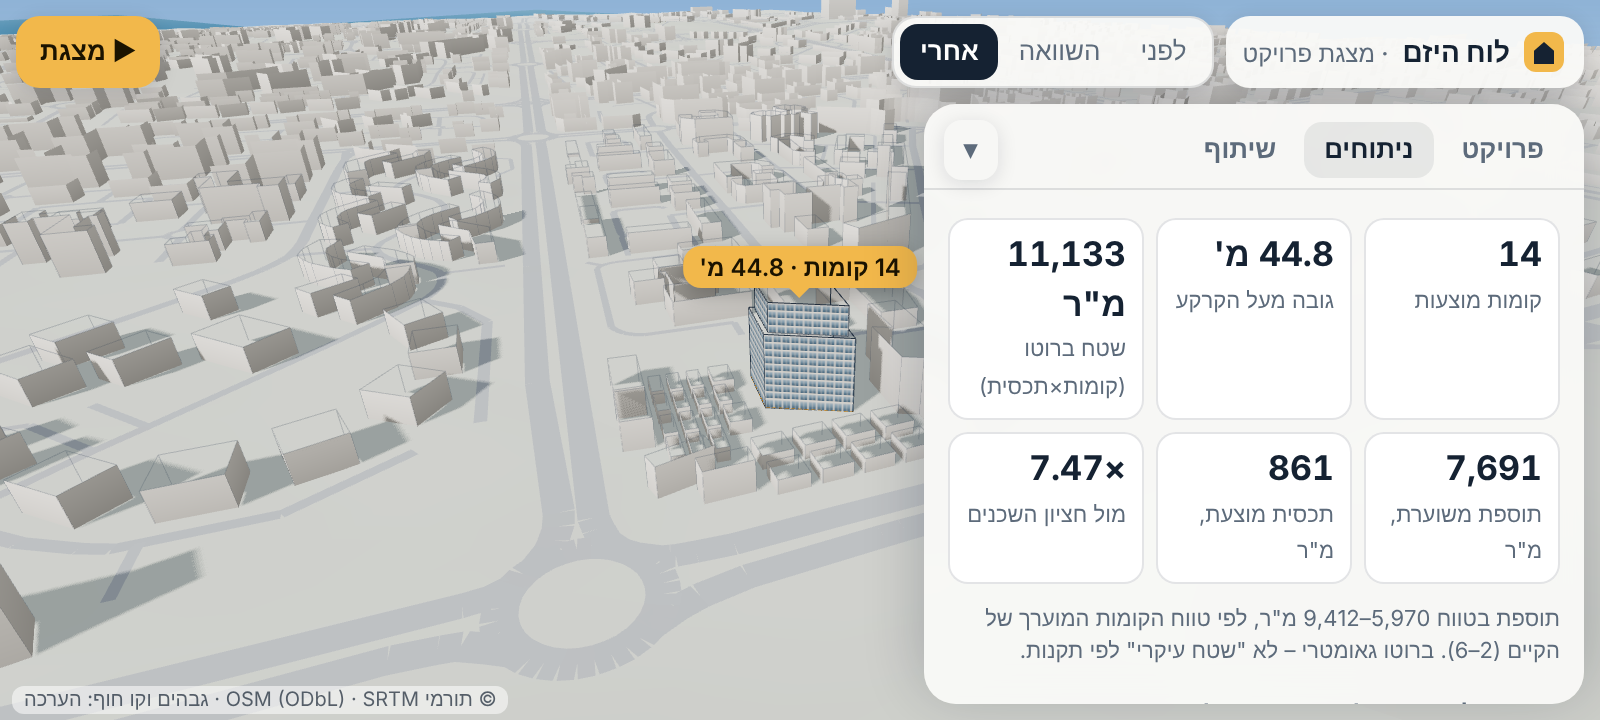 לוח היזם · מצגת פרויקט
לפני השוואה אחרי
▶ מצגת
פרויקט ניתוחים שיתוף
▼
14
קומות מוצעות
44.8 מ'
גובה מעל הקרקע
11,133
מ"ר
שטח ברוטו
(קומות×תכסית)
7,691
תוספת משוערת,
מ"ר
861
תכסית מוצעת,
מ"ר
×7.47
מול חציון השכנים
תוספת בטווח 5,970–9,412 מ"ר, לפי טווח הקומות המוערך של
הקיים (2–6). ברוטו גאומטרי – לא "שטח עיקרי" לפי תקנות.
14 קומות · 44.8 מ'
© תורמי OSM (ODbL) · SRTM · גבהים וקו חוף: הערכה